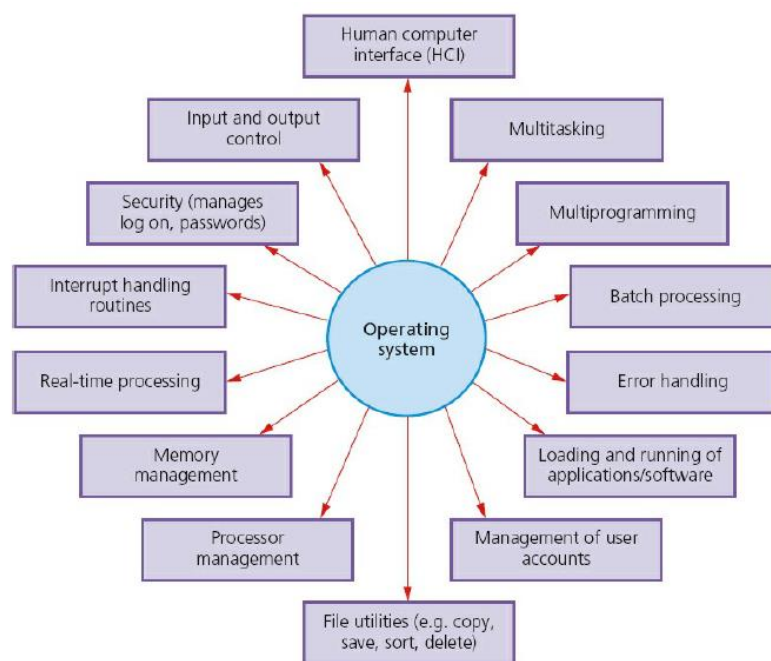 Human computer
interface (HCI)
Input and output
control
Multitasking
Security (manages
log on, passwords)
Multiprogramming
Interrupt handling
routines
Batch processing
Operating
system
Real-time processing
Error handling
Memory
management
Loading and running of
applications/software
Processor
management
Management of user
accounts
File utilities (e.g. copy,
save, sort, delete)